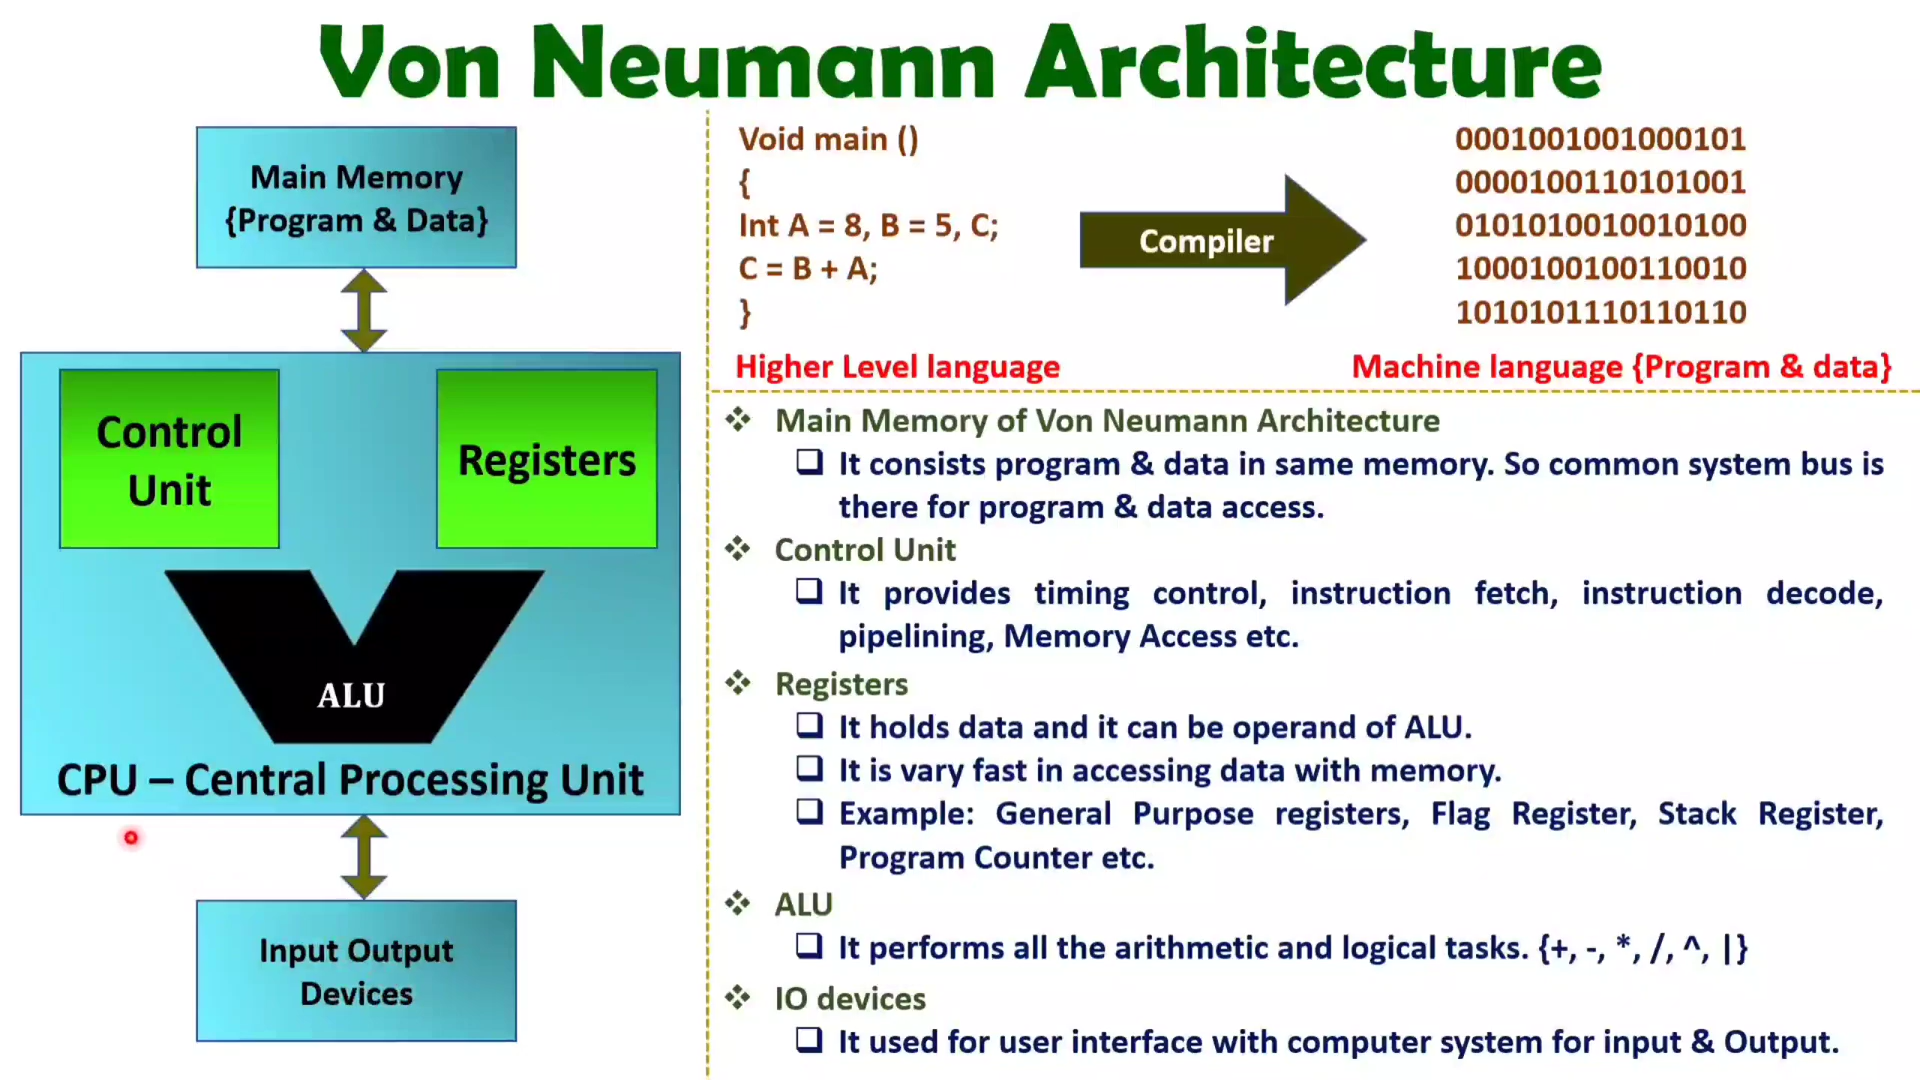 Von Neumann Architecture
Main Memory
{Program & Data}
Control
Unit
Registers
ALU
CPU – Central Processing Unit
Input Output
Devices
Void main ()
{
Int A = 8, B = 5, C;
C = B + A;
}
Higher Level language
Compiler
0001001001000101
0000100110101001
0101010010010100
1000100100110010
1010101110110110
Machine language {Program & data}
❖ Main Memory of Von Neumann Architecture
❑ It consists program & data in same memory. So common system bus is
there for program & data access.
❖ Control Unit
❑ It provides timing control, instruction fetch, instruction decode,
pipelining, Memory Access etc.
❖ Registers
❑ It holds data and it can be operand of ALU.
❑ It is vary fast in accessing data with memory.
❑ Example: General Purpose registers, Flag Register, Stack Register,
Program Counter etc.
❖ ALU
❑ It performs all the arithmetic and logical tasks. {+, -, *, /, ^, |}
❖ IO devices
❑ It used for user interface with computer system for input & Output.